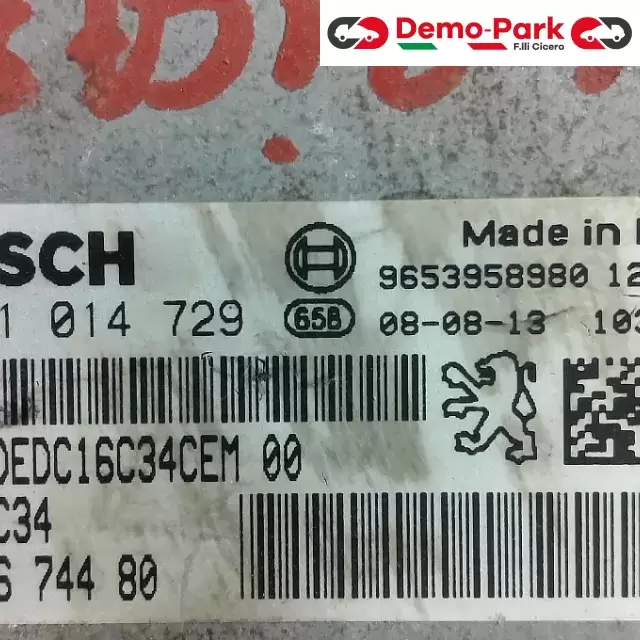 Demo-Park
F.lli Cicero
SCH
Made in
9653958980 12
1 014 729
658
08-08-13 103
DEDC16C34CEM 00
C34
6 744 80